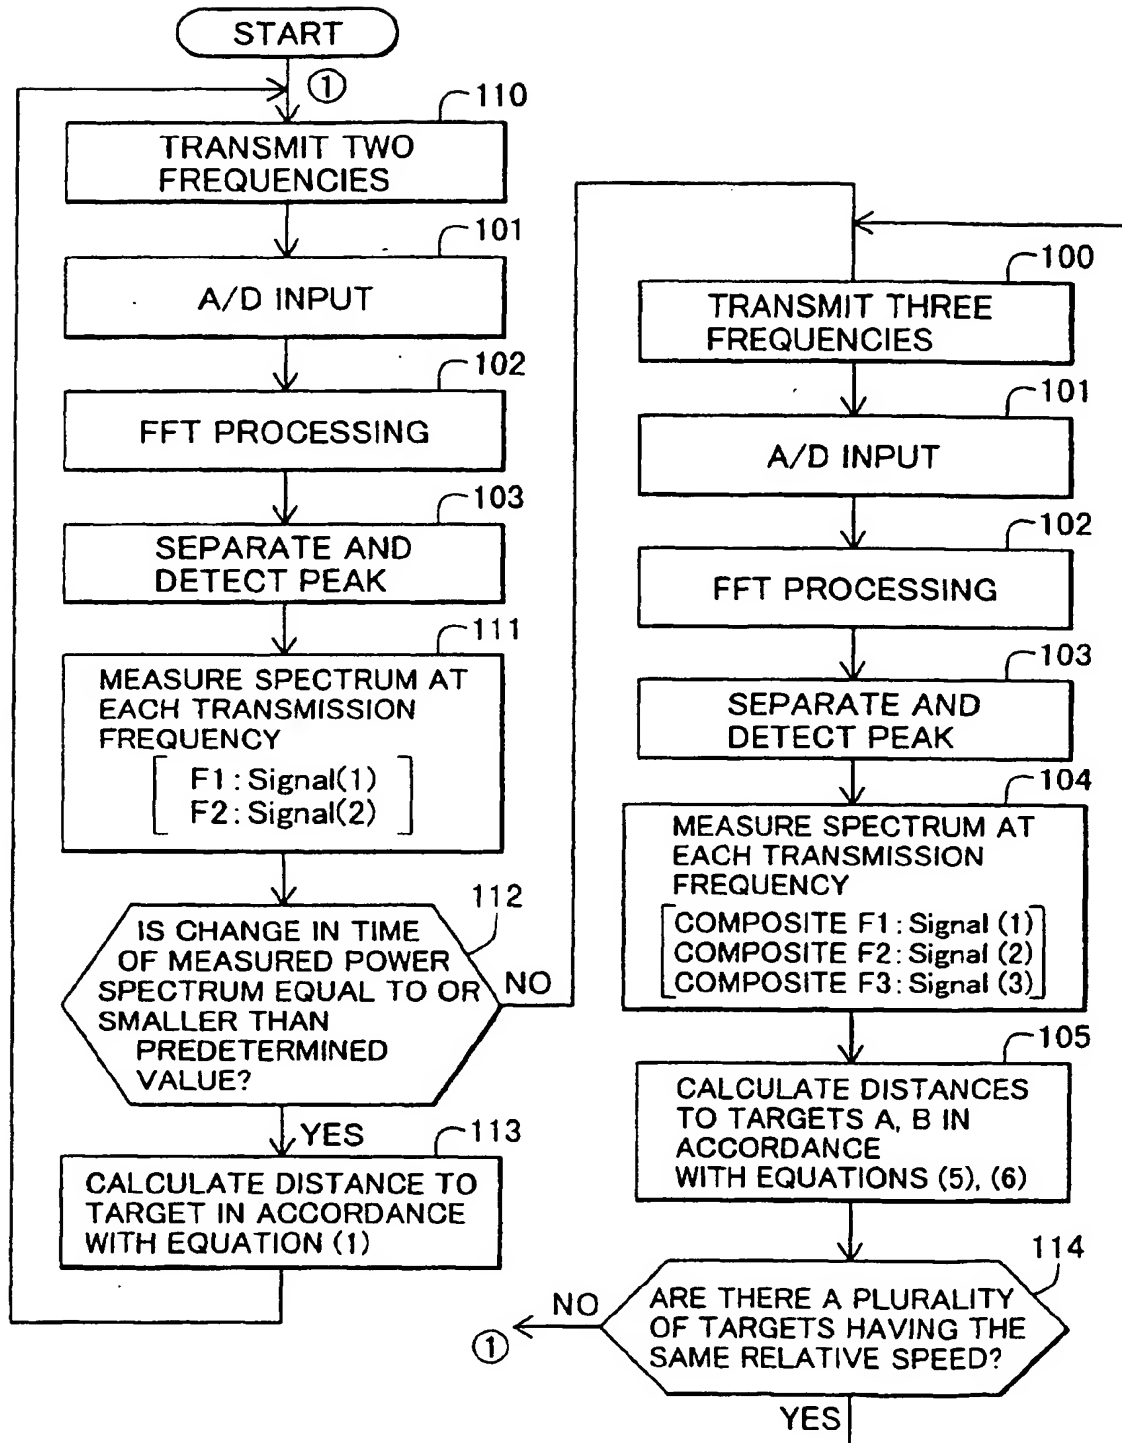 START
①
110
TRANSMIT TWO
FREQUENCIES
101
A/D INPUT
102
FFT PROCESSING
103
SEPARATE AND
DETECT PEAK
111
MEASURE SPECTRUM AT
EACH TRANSMISSION
FREQUENCY
F1: Signal(1)
F2: Signal(2)
112
IS CHANGE IN TIME
OF MEASURED POWER
SPECTRUM EQUAL TO OR
SMALLER THAN
PREDETERMINED
VALUE?
NO
YES
113
CALCULATE DISTANCE TO
TARGET IN ACCORDANCE
WITH EQUATION (1)
100
TRANSMIT THREE
FREQUENCIES
101
A/D INPUT
102
FFT PROCESSING
103
SEPARATE AND
DETECT PEAK
104
MEASURE SPECTRUM AT
EACH TRANSMISSION
FREQUENCY
COMPOSITE F1: Signal (1)
COMPOSITE F2: Signal (2)
COMPOSITE F3: Signal (3)
105
CALCULATE DISTANCES
TO TARGETS A, B IN
ACCORDANCE
WITH EQUATIONS (5), (6)
114
ARE THERE A PLURALITY
OF TARGETS HAVING THE
SAME RELATIVE SPEED?
NO
①
YES